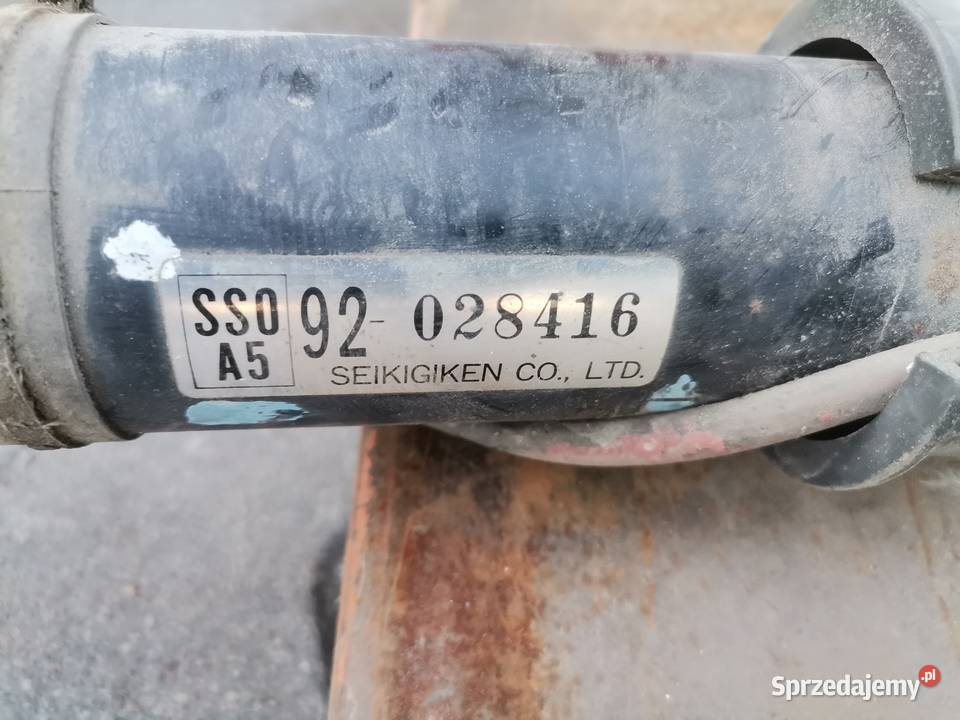 SS0
A5
92- 028416
SEIKIGIKEN CO., LTD.
Sprzedajemy.pl